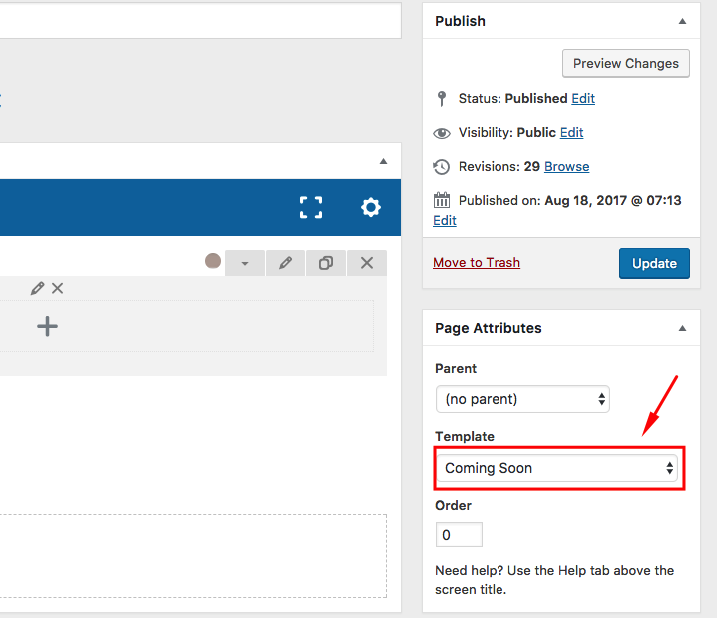 Publish
Preview Changes
Status: Published Edit
Visibility: Public Edit
Revisions: 29 Browse
Published on: Aug 18, 2017 @ 07:13
Edit
Move to Trash
Update
Page Attributes
Parent
(no parent)
Template
Coming Soon
Order
0
Need help? Use the Help tab above the
screen title.